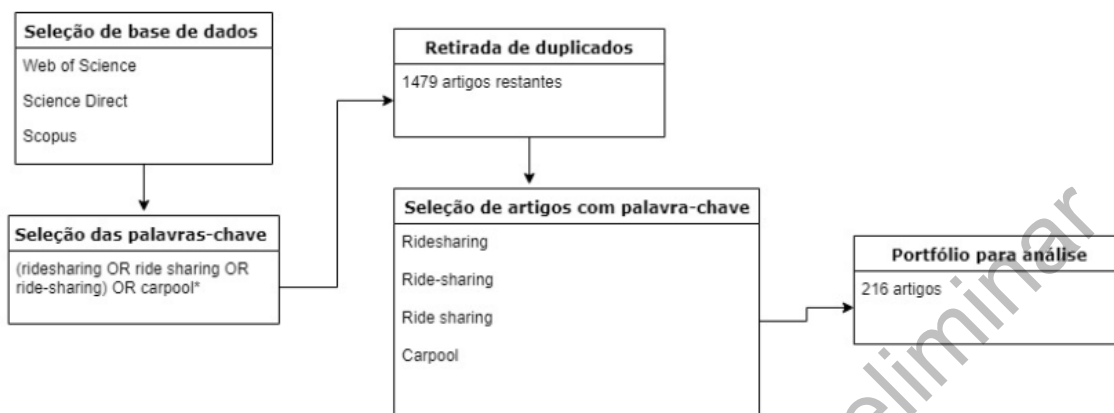 Seleção de base de dados
Web of Science
Science Direct
Scopus
Seleção das palavras-chave
(ridesharing OR ride sharing OR
ride-sharing) OR carpool*
Retirada de duplicados
1479 artigos restantes
Seleção de artigos com palavra-chave
Ridesharing
Ride-sharing
Ride sharing
Carpool
Portfólio para análise
216 artigos
eliminar